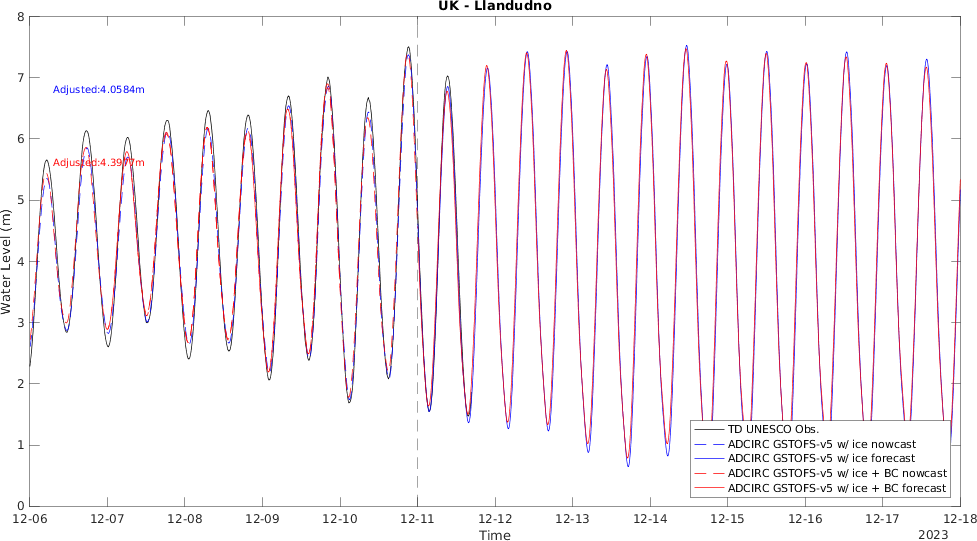 UK - Llandudno
8
7
6
5
4
3
2
1
0
Water Level (m)
Adjusted:4.0584m
Adjusted:4.3977m
TD UNESCO Obs.
ADCIRC GSTOFS-v5 w/ ice nowcast
ADCIRC GSTOFS-v5 w/ ice forecast
ADCIRC GSTOFS-v5 w/ ice + BC nowcast
ADCIRC GSTOFS-v5 w/ ice + BC forecast
12-06 12-07 12-08 12-09 12-10 12-11 12-12 12-13 12-14 12-15 12-16 12-17 12-18
Time
2023